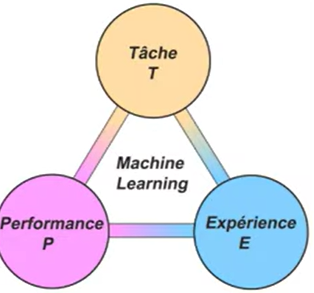 Tâche
T
Machine
Learning
Performance
P
Expérience
E